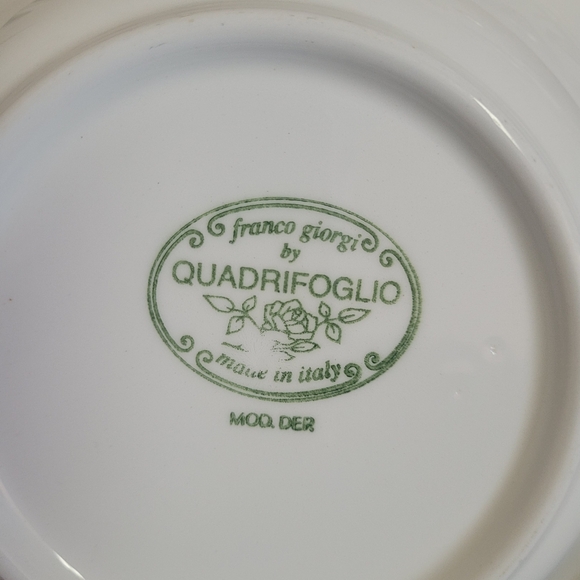 franco giorgi
by
QUADRIFOGLIO
made in italy
MOD. DER